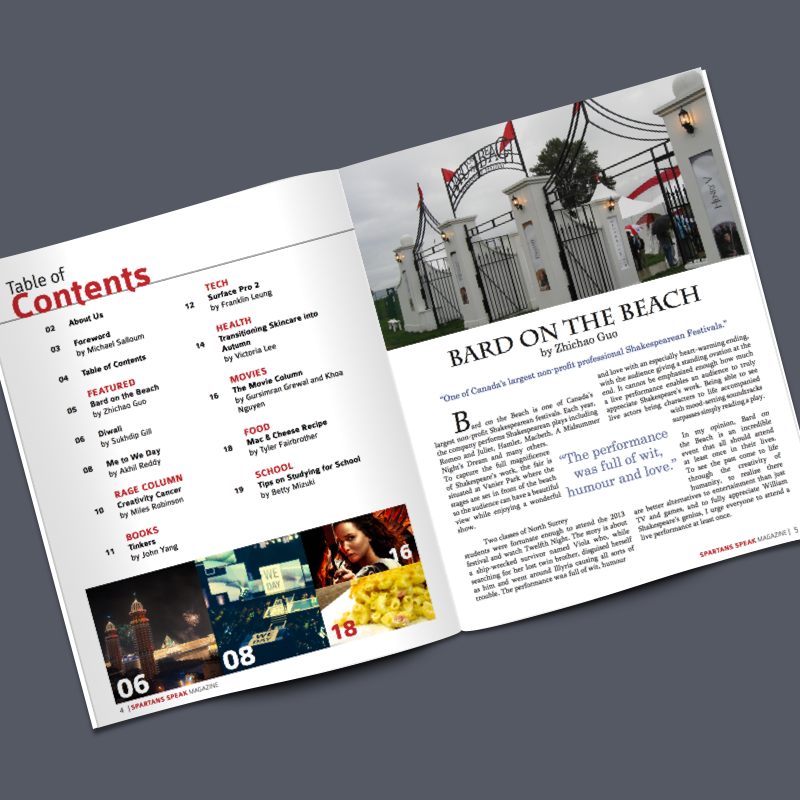 Table of
Contents
02 About Us
03 Foreword
by Michael Salloum
04 Table of Contents
FEATURED
05 Bard on the Beach
by Zhichao Guo
06 Diwali
by Sukhdip Gill
08 Me to We Day
by Akhil Reddy
RAGE COLUMN
10 Creativity Cancer
by Miles Robinson
BOOKS
11 Tinkers
by John Yang
TECH
12 Surface Pro 2
by Franklin Leung
HEALTH
14 Transitioning Skincare into
Autumn
by Victoria Lee
MOVIES
16 The Movie Column
by Gursimran Grewal and Khoa
Nguyen
FOOD
18 Mac & Cheese Recipe
by Tyler Fairbrother
SCHOOL
19 Tips on Studying for School
by Betty Mizuki
06
08
WE
DAY
WE
DAY
16
18
4 | SPARTANS SPEAK MAGAZINE
BARD ON THE BEACH
by Zhichao Guo
"One of Canada's largest non-profit professional Shakespearean Festivals."
Bard on the Beach is one of Canada's
largest non-profit Shakespearean festivals. Each year,
the company performs Shakespearean plays including
Romeo and Juliet, Hamlet, Macbeth, A Midsummer
Night's Dream and many others.
To capture the full magnificence
of Shakespeare's work, the fair is
situated at Vanier Park where the
stages are set in front of the beach
so the audience can have a beautiful
view while enjoying a wonderful
show.
Two classes of North Surrey
students were fortunate enough to attend the 2013
festival and watch Twelfth Night. The story is about
a ship-wrecked survivor named Viola who, while
searching for her lost twin brother, disguised herself
as him and went around Illyria causing all sorts of
trouble. The performance was full of wit, humour
and love with an especially heart-warming ending,
with the audience giving a standing ovation at the
end. It cannot be emphasized enough how much
a live performance enables an audience to truly
appreciate Shakespeare's work. Being able to see
live actors bring characters to life accompanied
with mood-setting soundtracks
surpasses simply reading a play.
"The performance
was full of wit,
humour and love."
In my opinion, Bard on
the Beach is an incredible
event that all should attend
at least once in their lives.
To see the past come to life
through the creativity of
humanity, to realize there
are better alternatives to entertainment than just
TV and games, and to fully appreciate William
Shakespeare's genius, I urge everyone to attend a
live performance at least once.
SPARTANS SPEAK MAGAZINE | 5